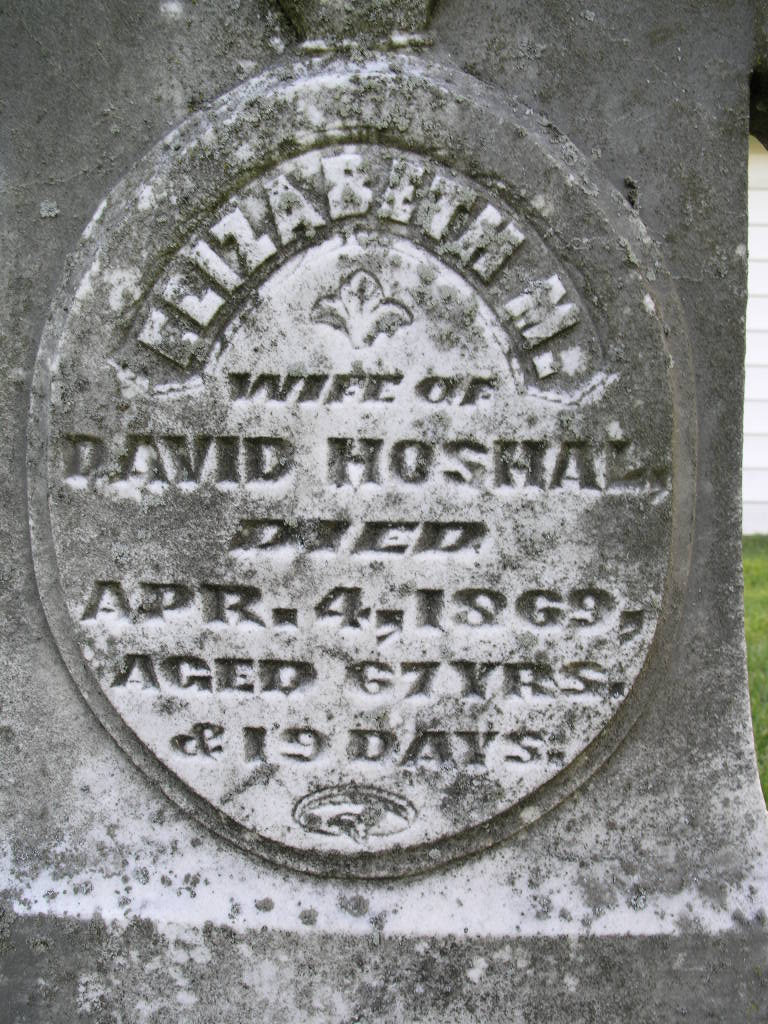 ELIZABETH M.
WIFE OF
DAVID HOSHAL,
DIED
APR. 4, 1869,
AGED 67 YRS.
& 19 DAYS.